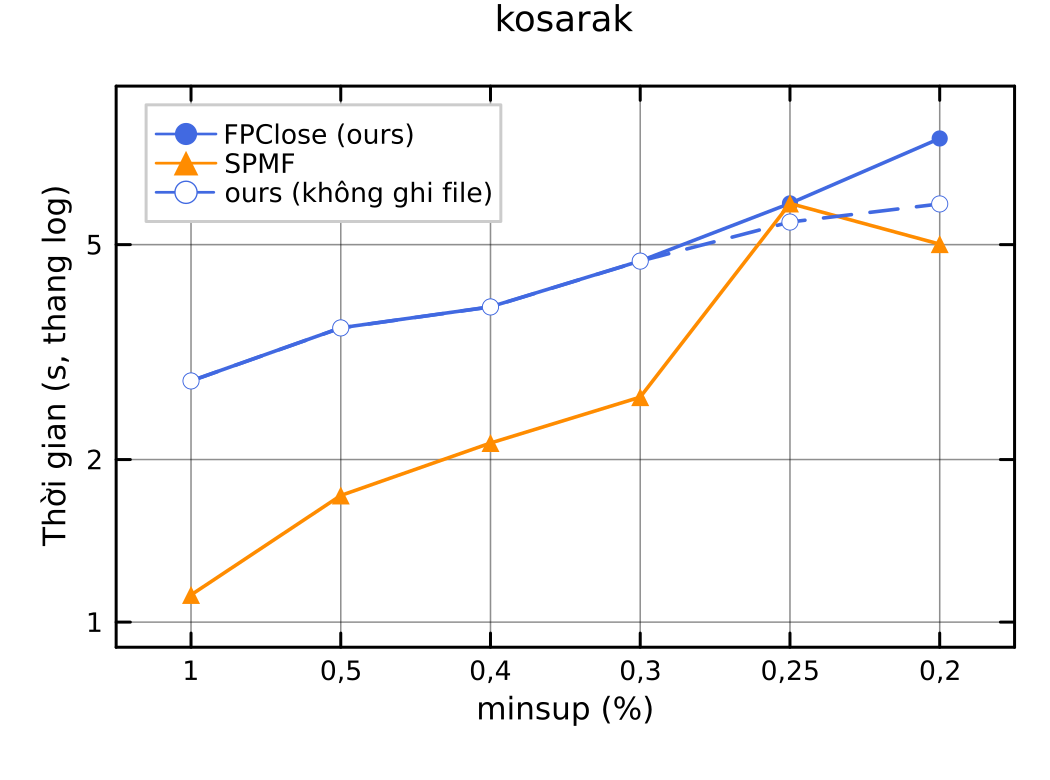 kosarak
FPClose (ours)
SPMF
ours (không ghi file)
Thời gian (s, thang log)
5
2
1
1 0,5 0,4 0,3 0,25 0,2
minsup (%)